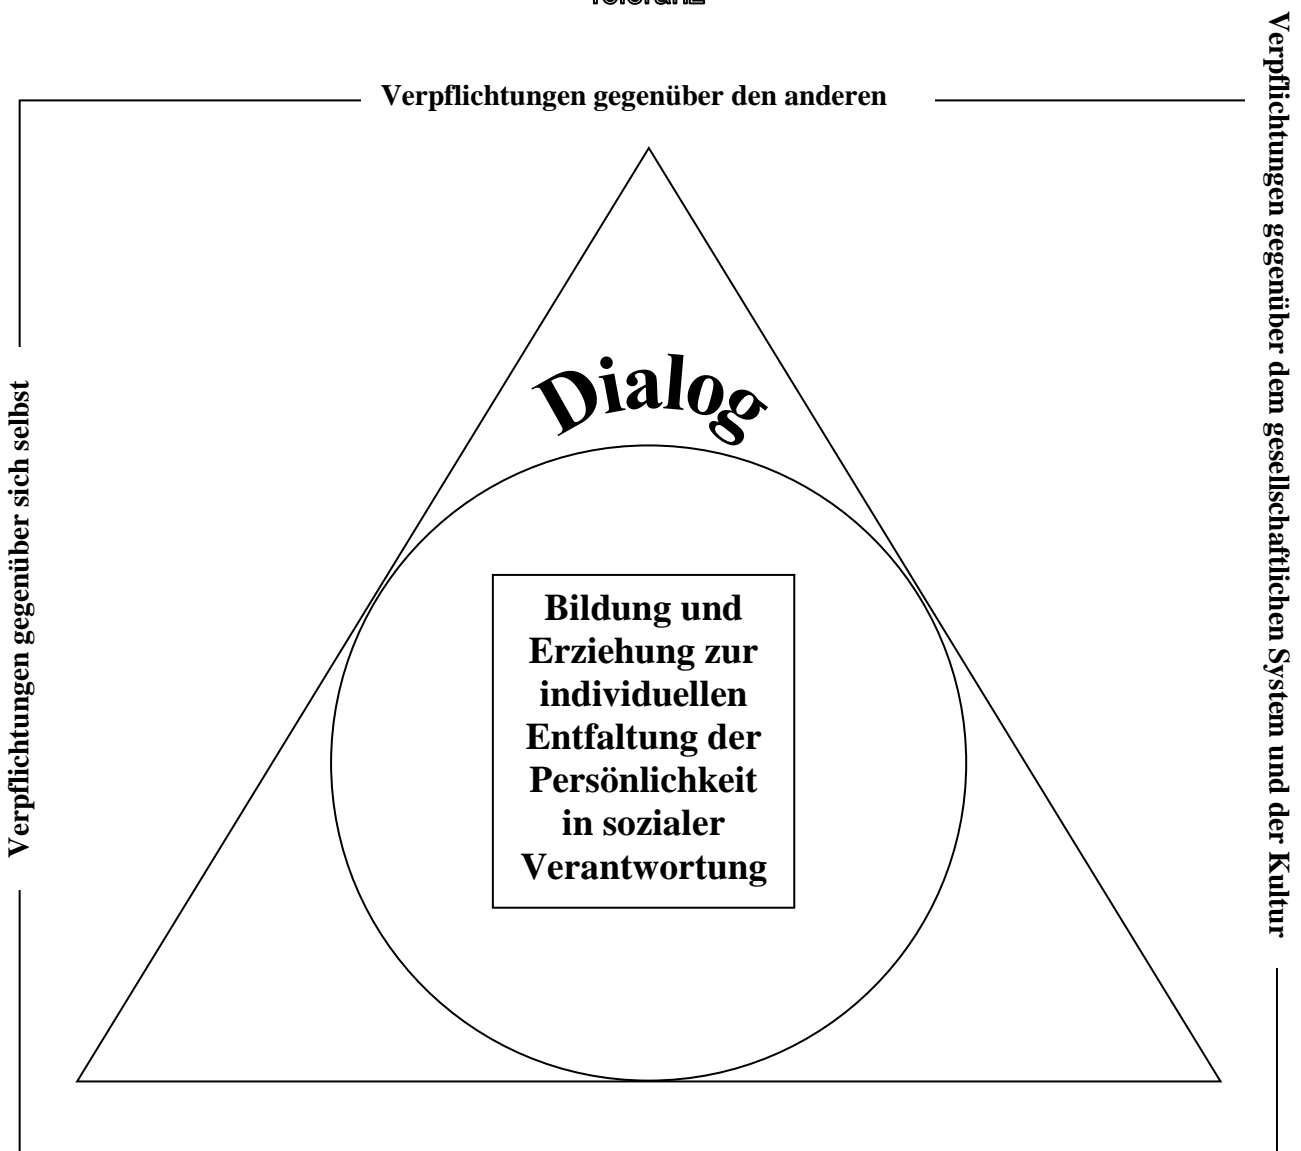 Verpflichtungen gegenüber den anderen
Verpflichtungen gegenüber dem gesellschaftlichen System und der Kultur
Verpflichtungen gegenüber sich selbst
Dialog
Bildung und
Erziehung zur
individuellen
Entfaltung der
Persönlichkeit
in sozialer
Verantwortung